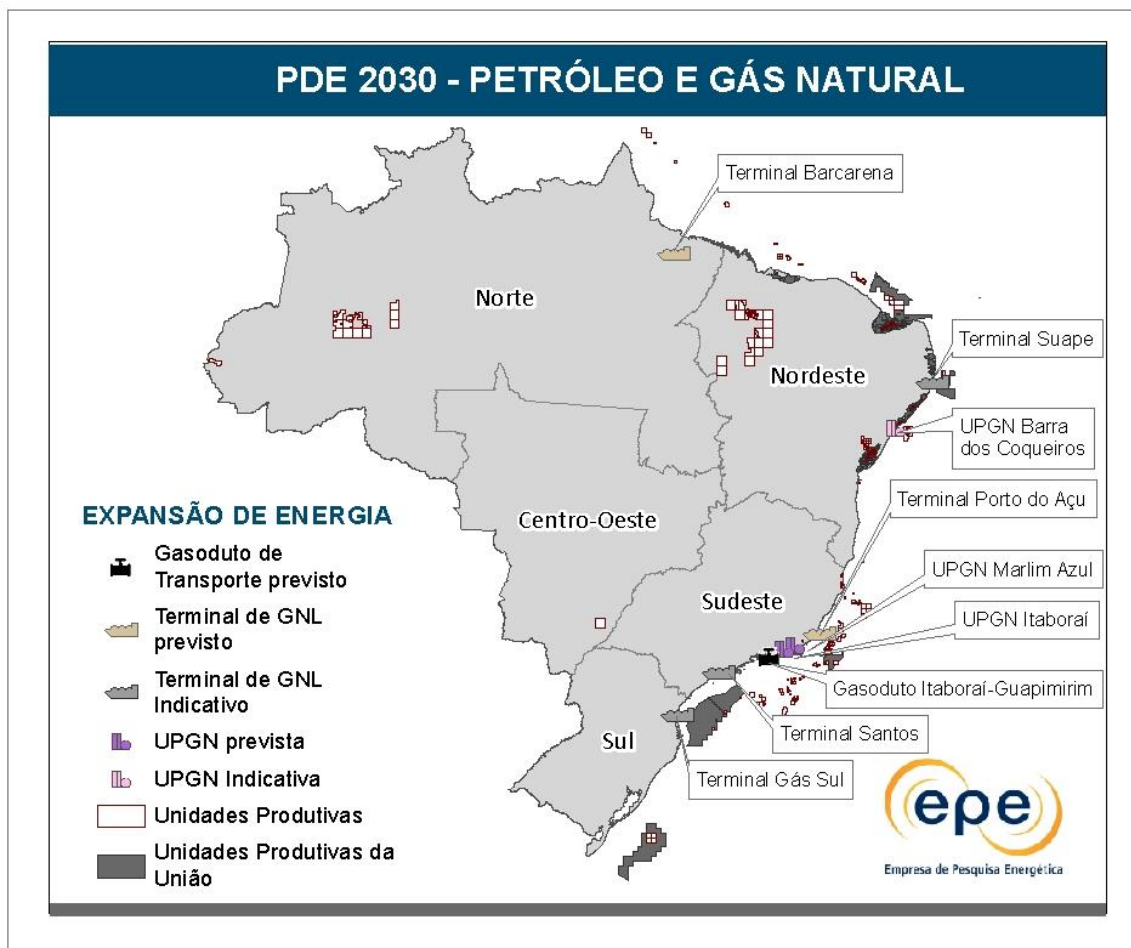 PDE 2030 - PETRÓLEO E GÁS NATURAL
Terminal Barcarena
Norte
Terminal Suape
Nordeste
UPGN Barra
dos Coqueiros
Terminal Porto do Açu
EXPANSÃO DE ENERGIA
Centro-Oeste
Gasoduto de
Transporte previsto
UPGN Marlim Azul
Sudeste
UPGN Itaboraí
Terminal de GNL
previsto
Gasoduto Itaboraí-Guapimirim
Terminal de GNL
Indicativo
Terminal Santos
Sul
UPGN prevista
Terminal Gás Sul
UPGN Indicativa
Unidades Produtivas
Unidades Produtivas da
União
epe
Empresa de Pesquisa Energética